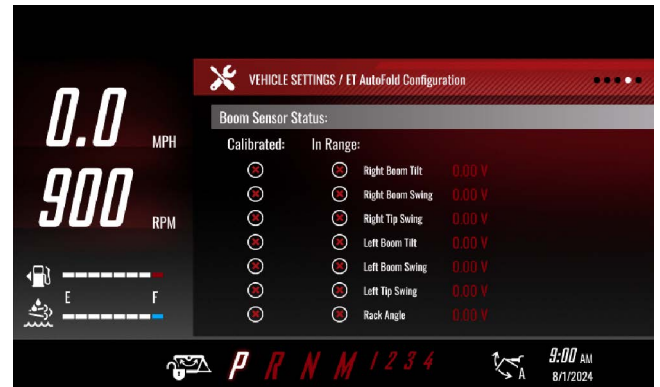 VEHICLE SETTINGS / ET AutoFold Configuration
0.0 MPH
900 RPM
E F
Boom Sensor Status:
Calibrated: In Range:
Right Boom Tilt 0.00 V
Right Boom Swing 0.00 V
Right Tip Swing 0.00 V
Left Boom Tilt 0.00 V
Left Boom Swing 0.00 V
Left Tip Swing 0.00 V
Rack Angle 0.00 V
P R N M 1 2 3 4
A
9:00 AM
8/1/2024